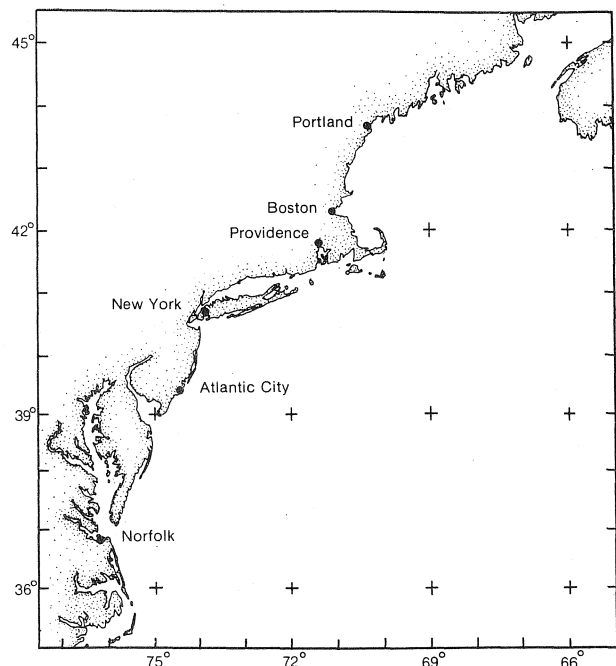 45°
Portland
Boston
Providence
42°
New York
Atlantic City
39°
Norfolk
36°
75°
72°
69°
66°